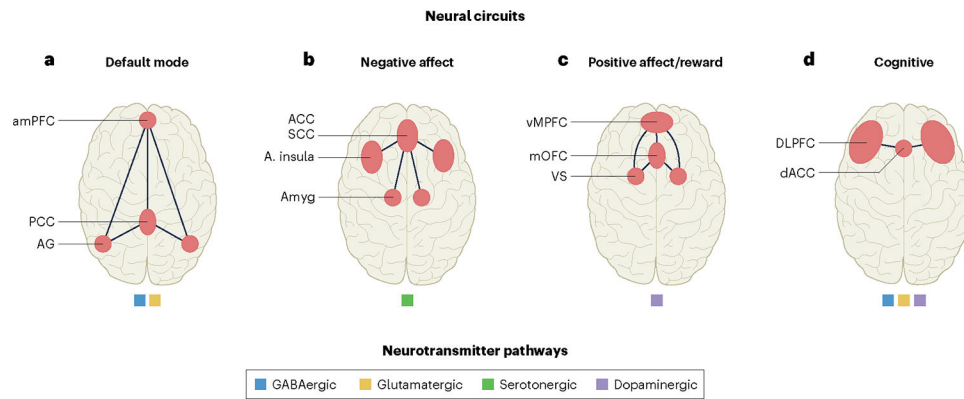 Neural circuits
a Default mode
amPFC
PCC
AG
b Negative affect
ACC
SCC
A. insula
Amyg
c Positive affect/reward
vMPFC
mOFC
VS
d Cognitive
DLPFC
dACC
Neurotransmitter pathways
GABAergic Glutamatergic Serotonergic Dopaminergic